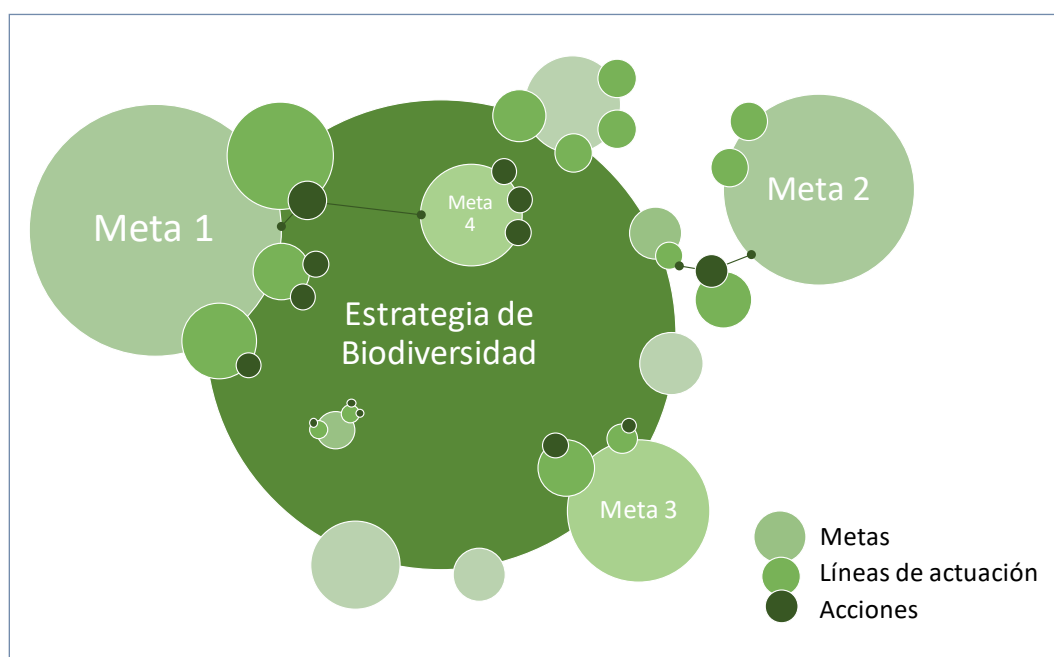 Meta 1
Meta
4
Meta 2
Estrategia de
Biodiversidad
Meta 3
Metas
Líneas de actuación
Acciones